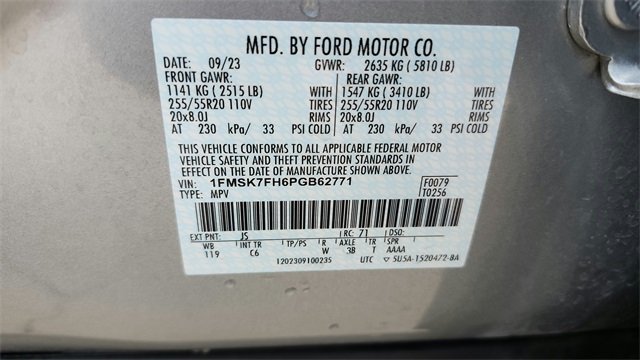 MFD. BY FORD MOTOR CO.
DATE: 09/23 GVWR: 2635 KG ( 5810 LB)
FRONT GAWR: REAR GAWR:
1141 KG ( 2515 LB) WITH 1547 KG ( 3410 LB) WITH
255/55R20 110V TIRES 255/55R20 110V TIRES
20x8.0J RIMS 20x8.0J RIMS
AT 230 kPa/ 33 PSI COLD AT 230 kPa/ 33 PSI COLD
THIS VEHICLE CONFORMS TO ALL APPLICABLE FEDERAL MOTOR
VEHICLE SAFETY AND THEFT PREVENTION STANDARDS IN
EFFECT ON THE DATE OF MANUFACTURE SHOWN ABOVE.
VIN: 1FMSK7FH6PGB62771 F0079
TYPE: MPV T0256
EXT PNT: JS RC: 71 DSO:
WB INT TR TP/PS R AXLE TR SPR
119 C6 W 3B T AAAA
1202309100235 UTC ▽ 5U5A-1520472-BA